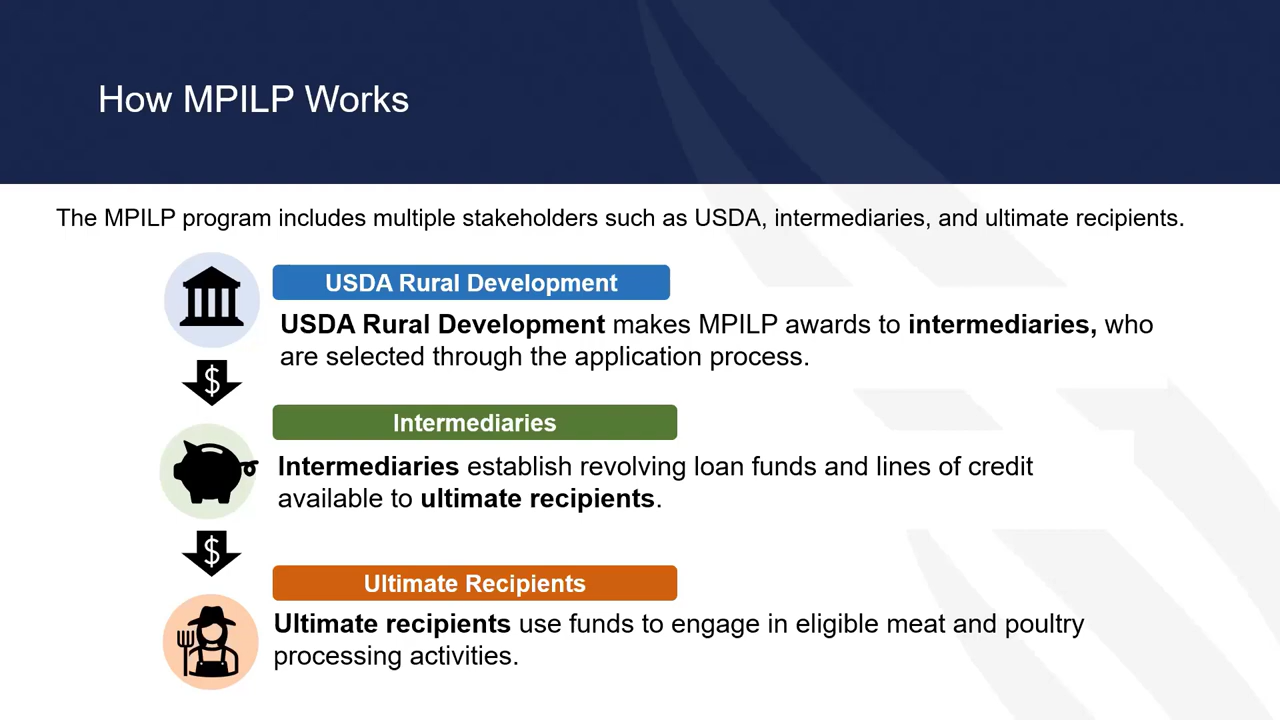 How MPILP Works
The MPILP program includes multiple stakeholders such as USDA, intermediaries, and ultimate recipients.
USDA Rural Development
USDA Rural Development makes MPILP awards to intermediaries, who
are selected through the application process.
$
Intermediaries
Intermediaries establish revolving loan funds and lines of credit
available to ultimate recipients.
$
Ultimate Recipients
Ultimate recipients use funds to engage in eligible meat and poultry
processing activities.